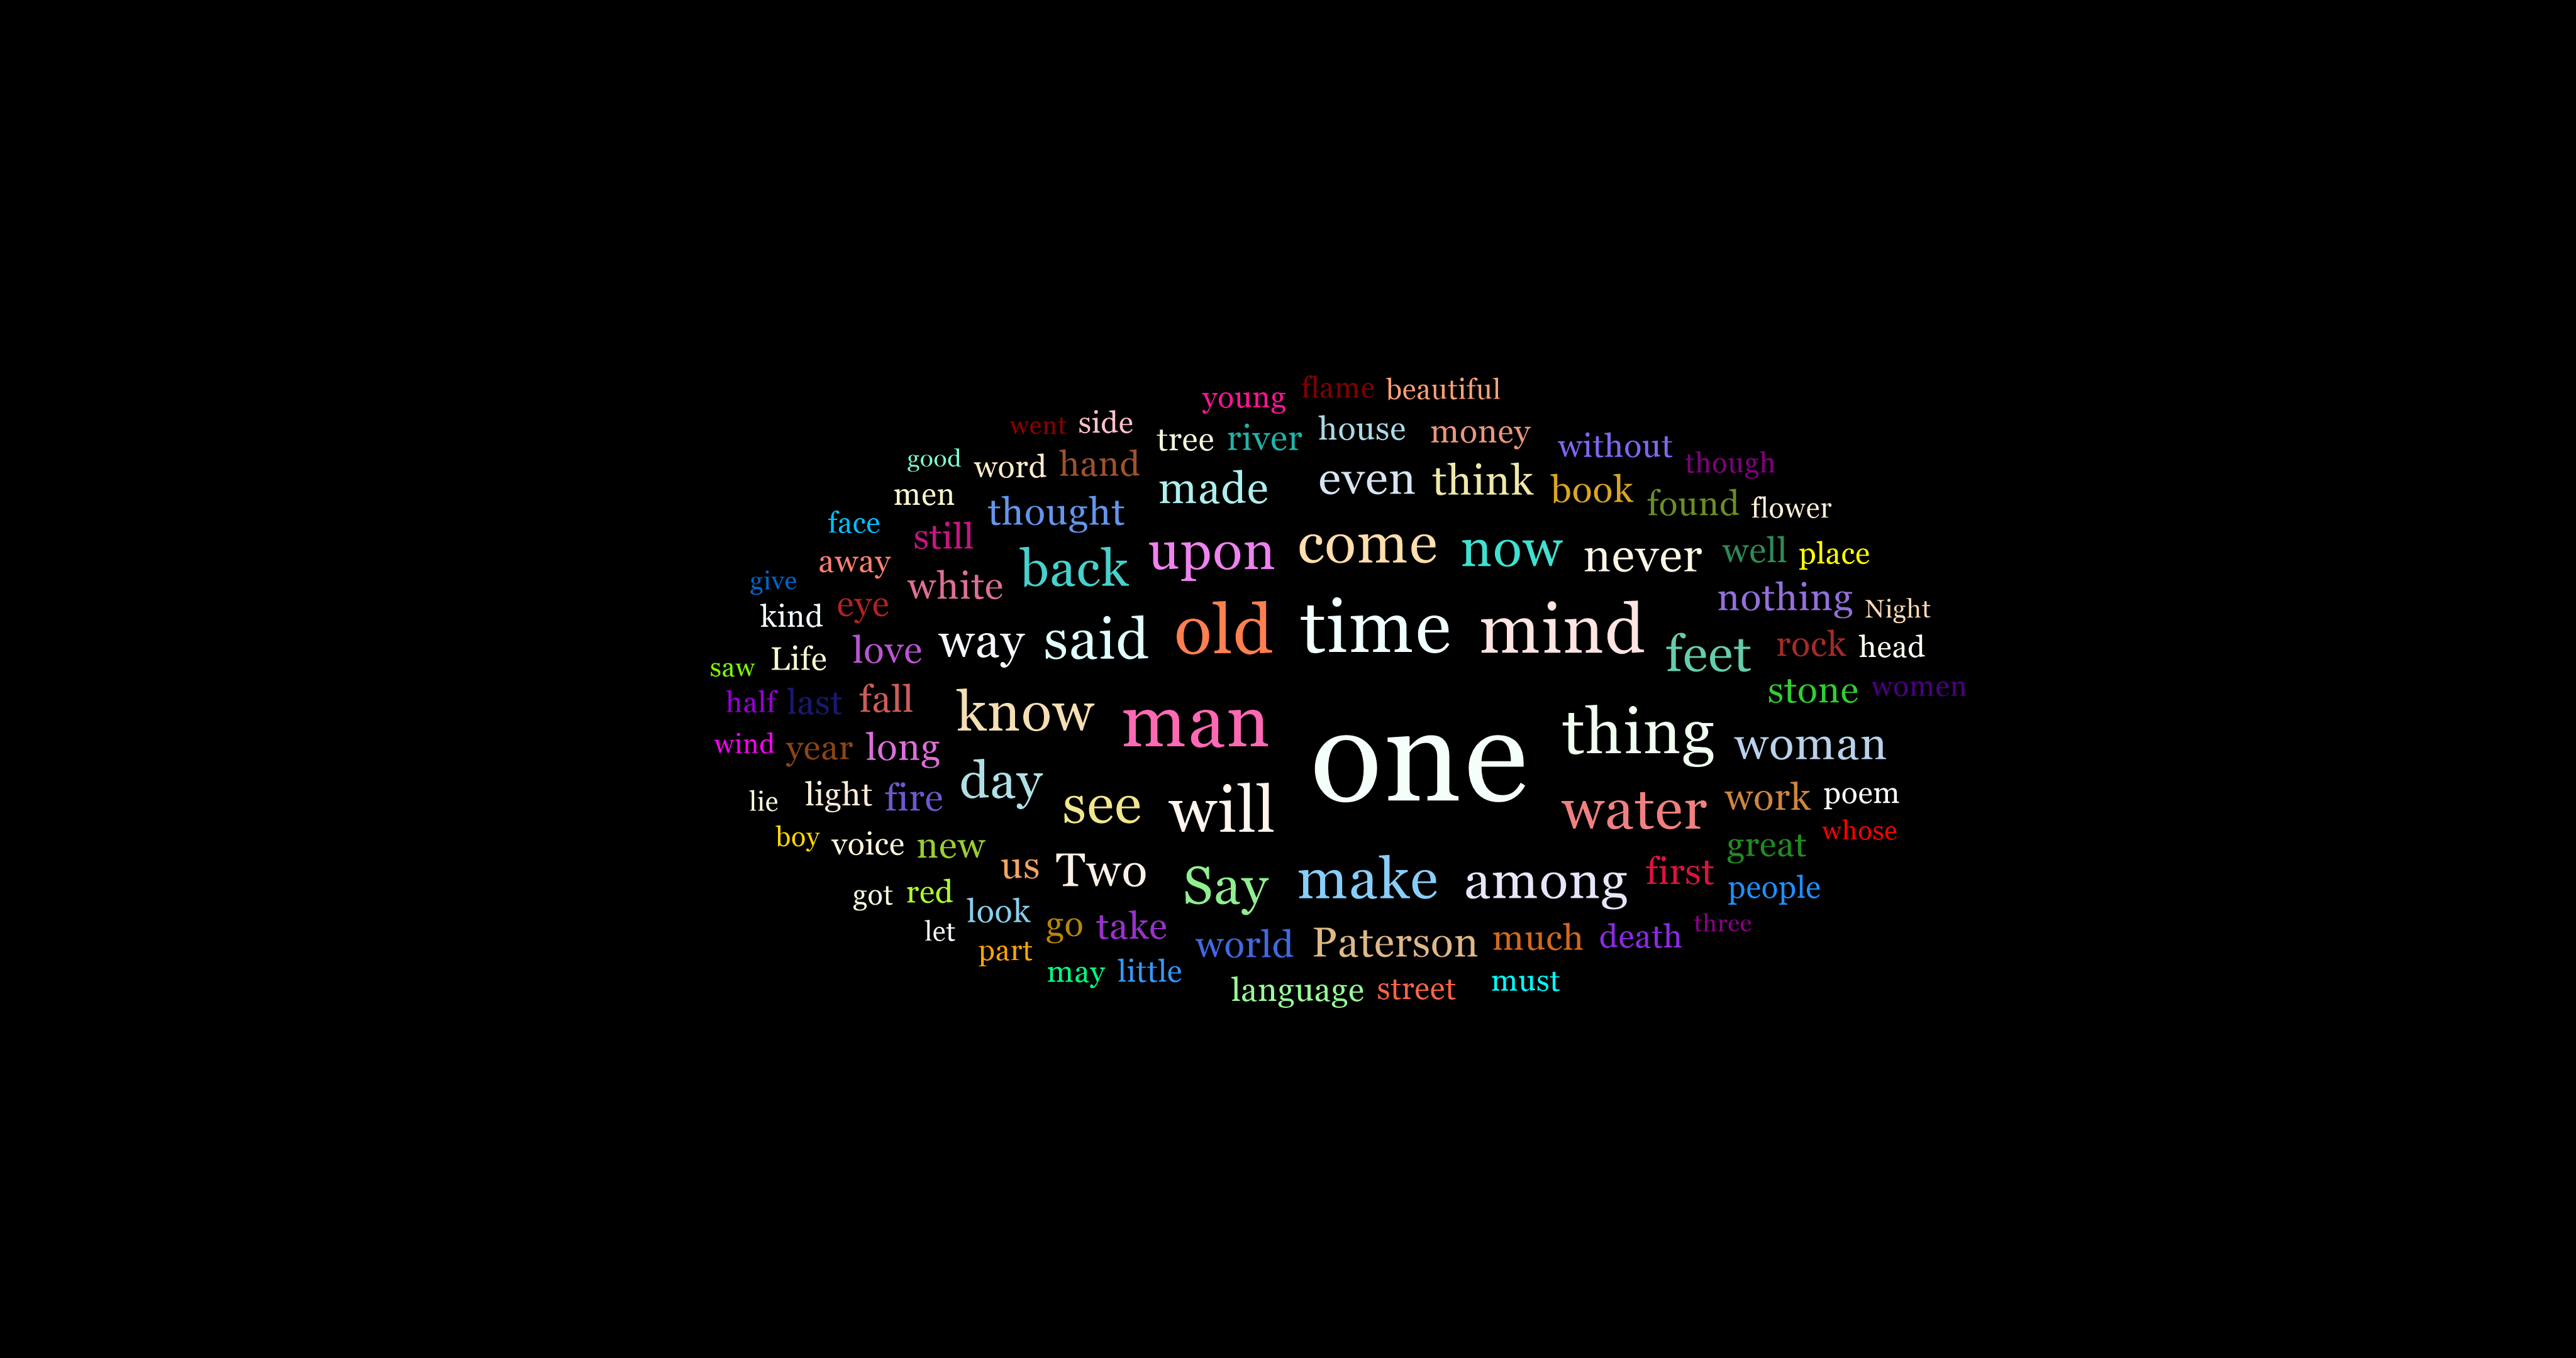 young flame beautiful
went side tree river house money without though
good word hand made even think book found flower
men thought
face still back upon come now never well place
away white
give eye nothing Night
kind love way said old time mind feet rock head
saw Life stone women
half last fall know man one thing woman
wind year long
lie light fire day see will water work poem
boy voice new great whose
us Two Say make among first people
got red look go take world Paterson much death three
let part may little language street must